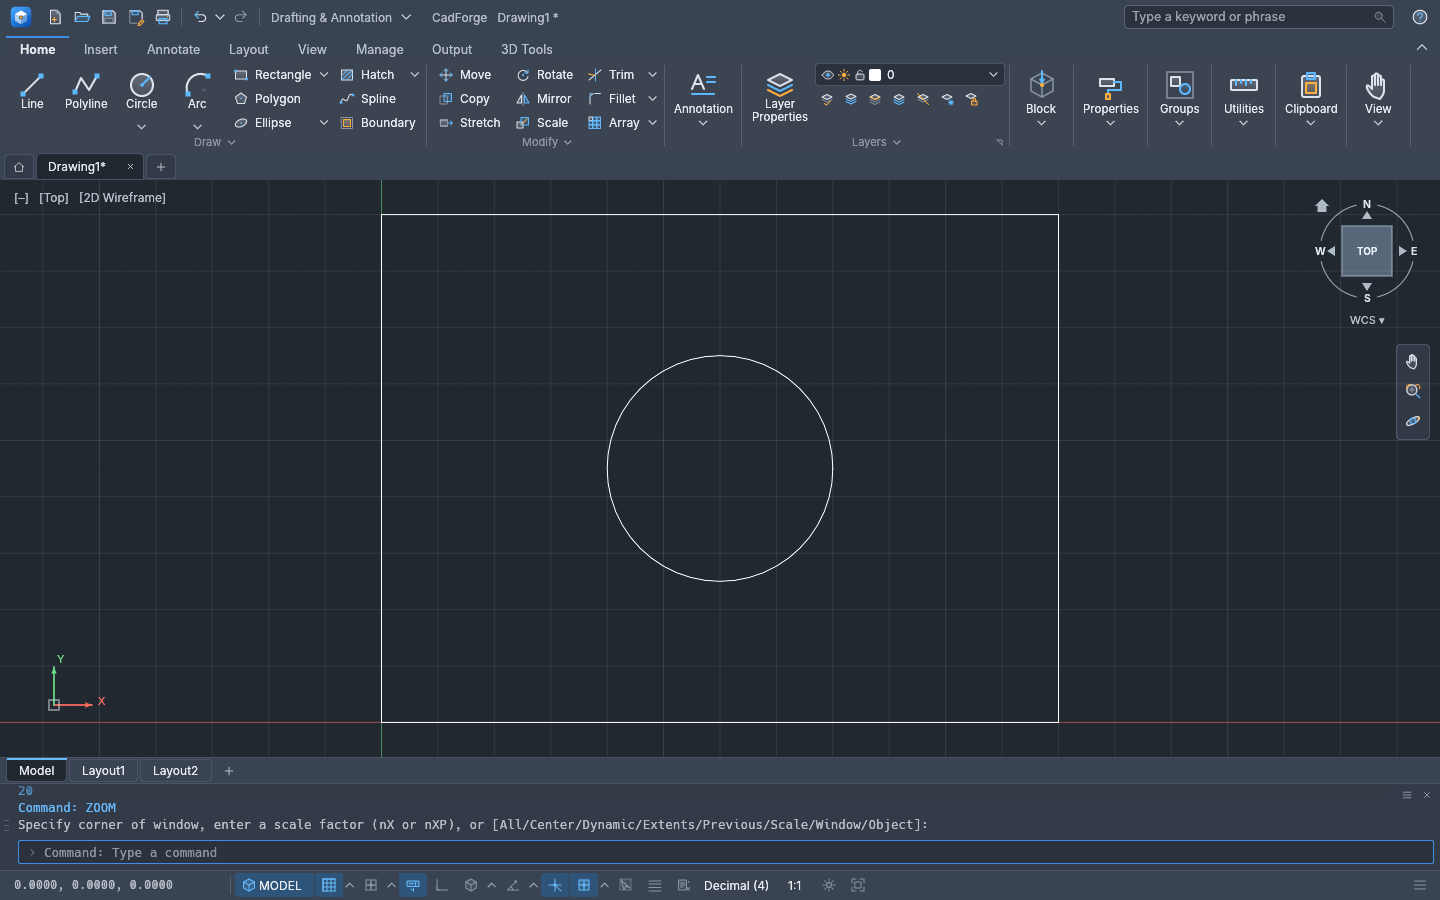 Drafting & Annotation CadForge Drawing1 * Type a keyword or phrase
Home Insert Annotate Layout View Manage Output 3D Tools
Line Polyline Circle Arc
Rectangle Hatch
Polygon Spline
Ellipse Boundary
Draw
Move Rotate Trim
Copy Mirror Fillet
Stretch Scale Array
Modify
Annotation
Layer
Properties
0
Layers
Block Properties Groups Utilities Clipboard View
Drawing1*
[–] [Top] [2D Wireframe]
N
W TOP E
S
WCS ▾
Y
X
Model Layout1 Layout2
20
Command: ZOOM
Specify corner of window, enter a scale factor (nX or nXP), or [All/Center/Dynamic/Extents/Previous/Scale/Window/Object]:
Command: Type a command
0.0000, 0.0000, 0.0000 MODEL Decimal (4) 1:1